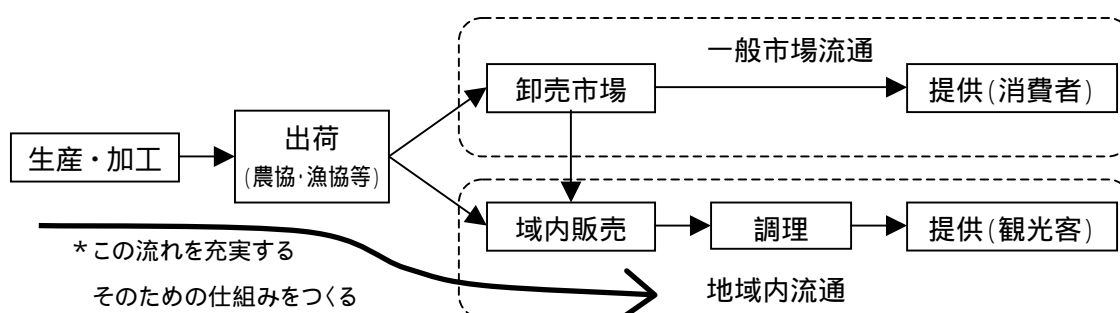 一般市場流通
卸売市場
提供(消費者)
生産・加工
出荷
(農協・漁協等)
域内販売
調理
提供(観光客)
地域内流通
*この流れを充実する
そのための仕組みをつくる